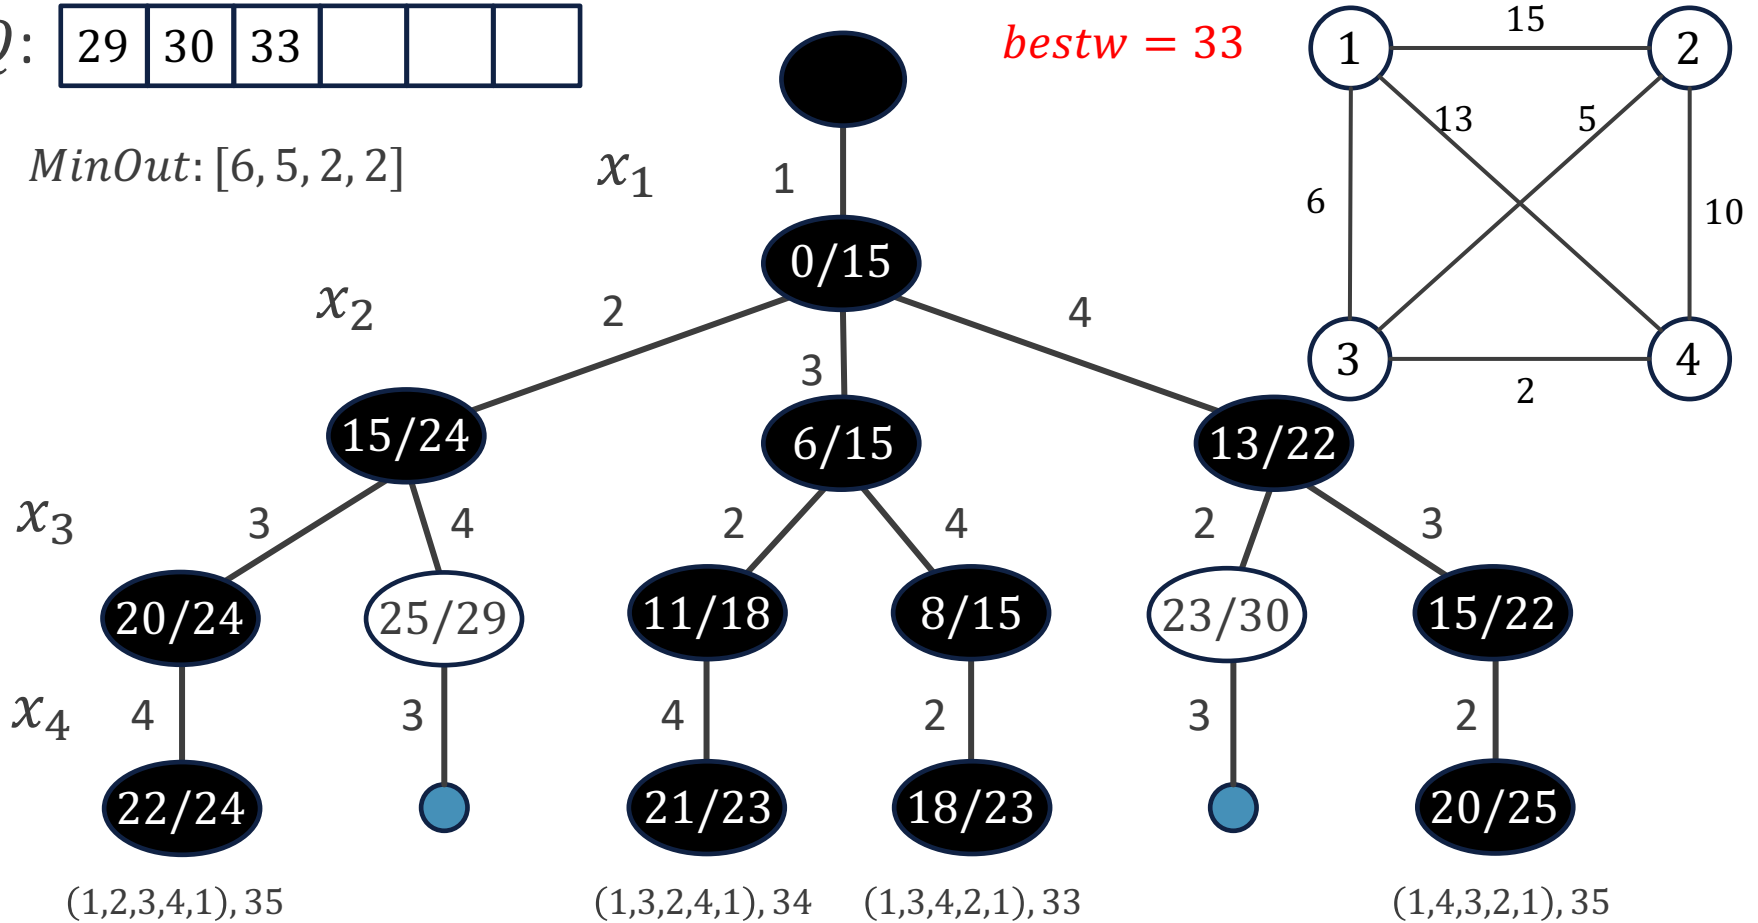 Q: 29 30 33
bestw = 33
MinOut: [6, 5, 2, 2]
1 15 2
13 5
6 10
3 2 4
x₁ 1
0/15
x₂ 2 3 4
15/24 6/15 13/22
x₃ 3 4 2 4 2 3
20/24 25/29 11/18 8/15 23/30 15/22
x₄ 4 3 4 2 3 2
22/24 21/23 18/23 20/25
(1,2,3,4,1), 35 (1,3,2,4,1), 34 (1,3,4,2,1), 33 (1,4,3,2,1), 35